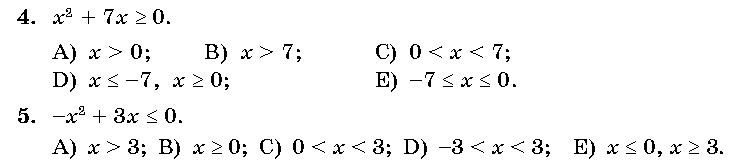 4. x² + 7x ≥ 0.
A) x > 0; B) x > 7; C) 0 < x < 7;
D) x ≤ −7, x ≥ 0; E) −7 ≤ x ≤ 0.
5. −x² + 3x ≤ 0.
A) x > 3; B) x ≥ 0; C) 0 < x < 3; D) −3 < x < 3; E) x ≤ 0, x ≥ 3.